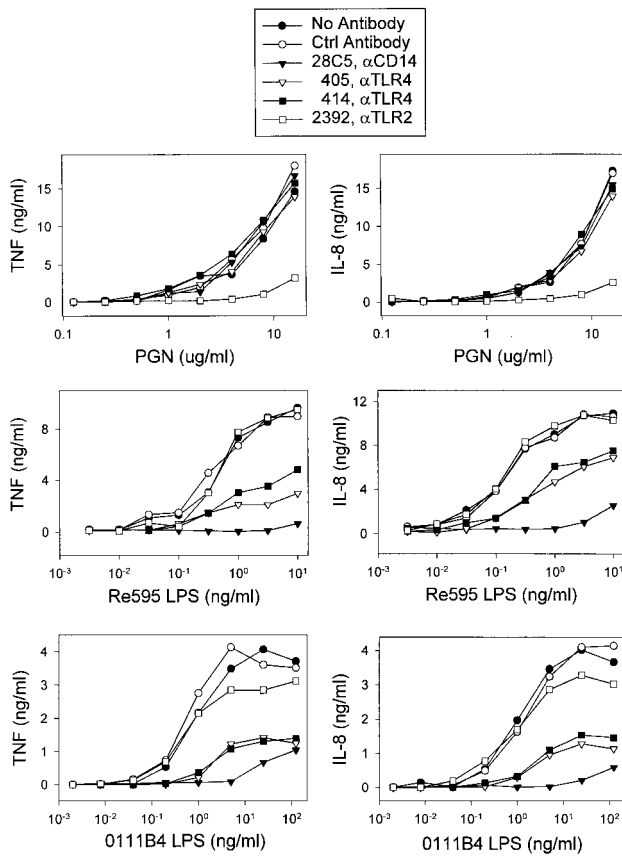 No Antibody
Ctrl Antibody
28C5, αCD14
405, αTLR4
414, αTLR4
2392, αTLR2
TNF (ng/ml)
15
10
5
0
0.1
1
10
PGN (ug/ml)
IL-8 (ng/ml)
15
10
5
0
0.1
1
10
PGN (ug/ml)
TNF (ng/ml)
8
4
0
10⁻³ 10⁻² 10⁻¹ 10⁰ 10¹
Re595 LPS (ng/ml)
IL-8 (ng/ml)
12
8
4
0
10⁻³ 10⁻² 10⁻¹ 10⁰ 10¹
Re595 LPS (ng/ml)
TNF (ng/ml)
4
3
2
1
0
10⁻³ 10⁻² 10⁻¹ 10⁰ 10¹ 10²
0111B4 LPS (ng/ml)
IL-8 (ng/ml)
4
3
2
1
0
10⁻³ 10⁻² 10⁻¹ 10⁰ 10¹ 10²
0111B4 LPS (ng/ml)